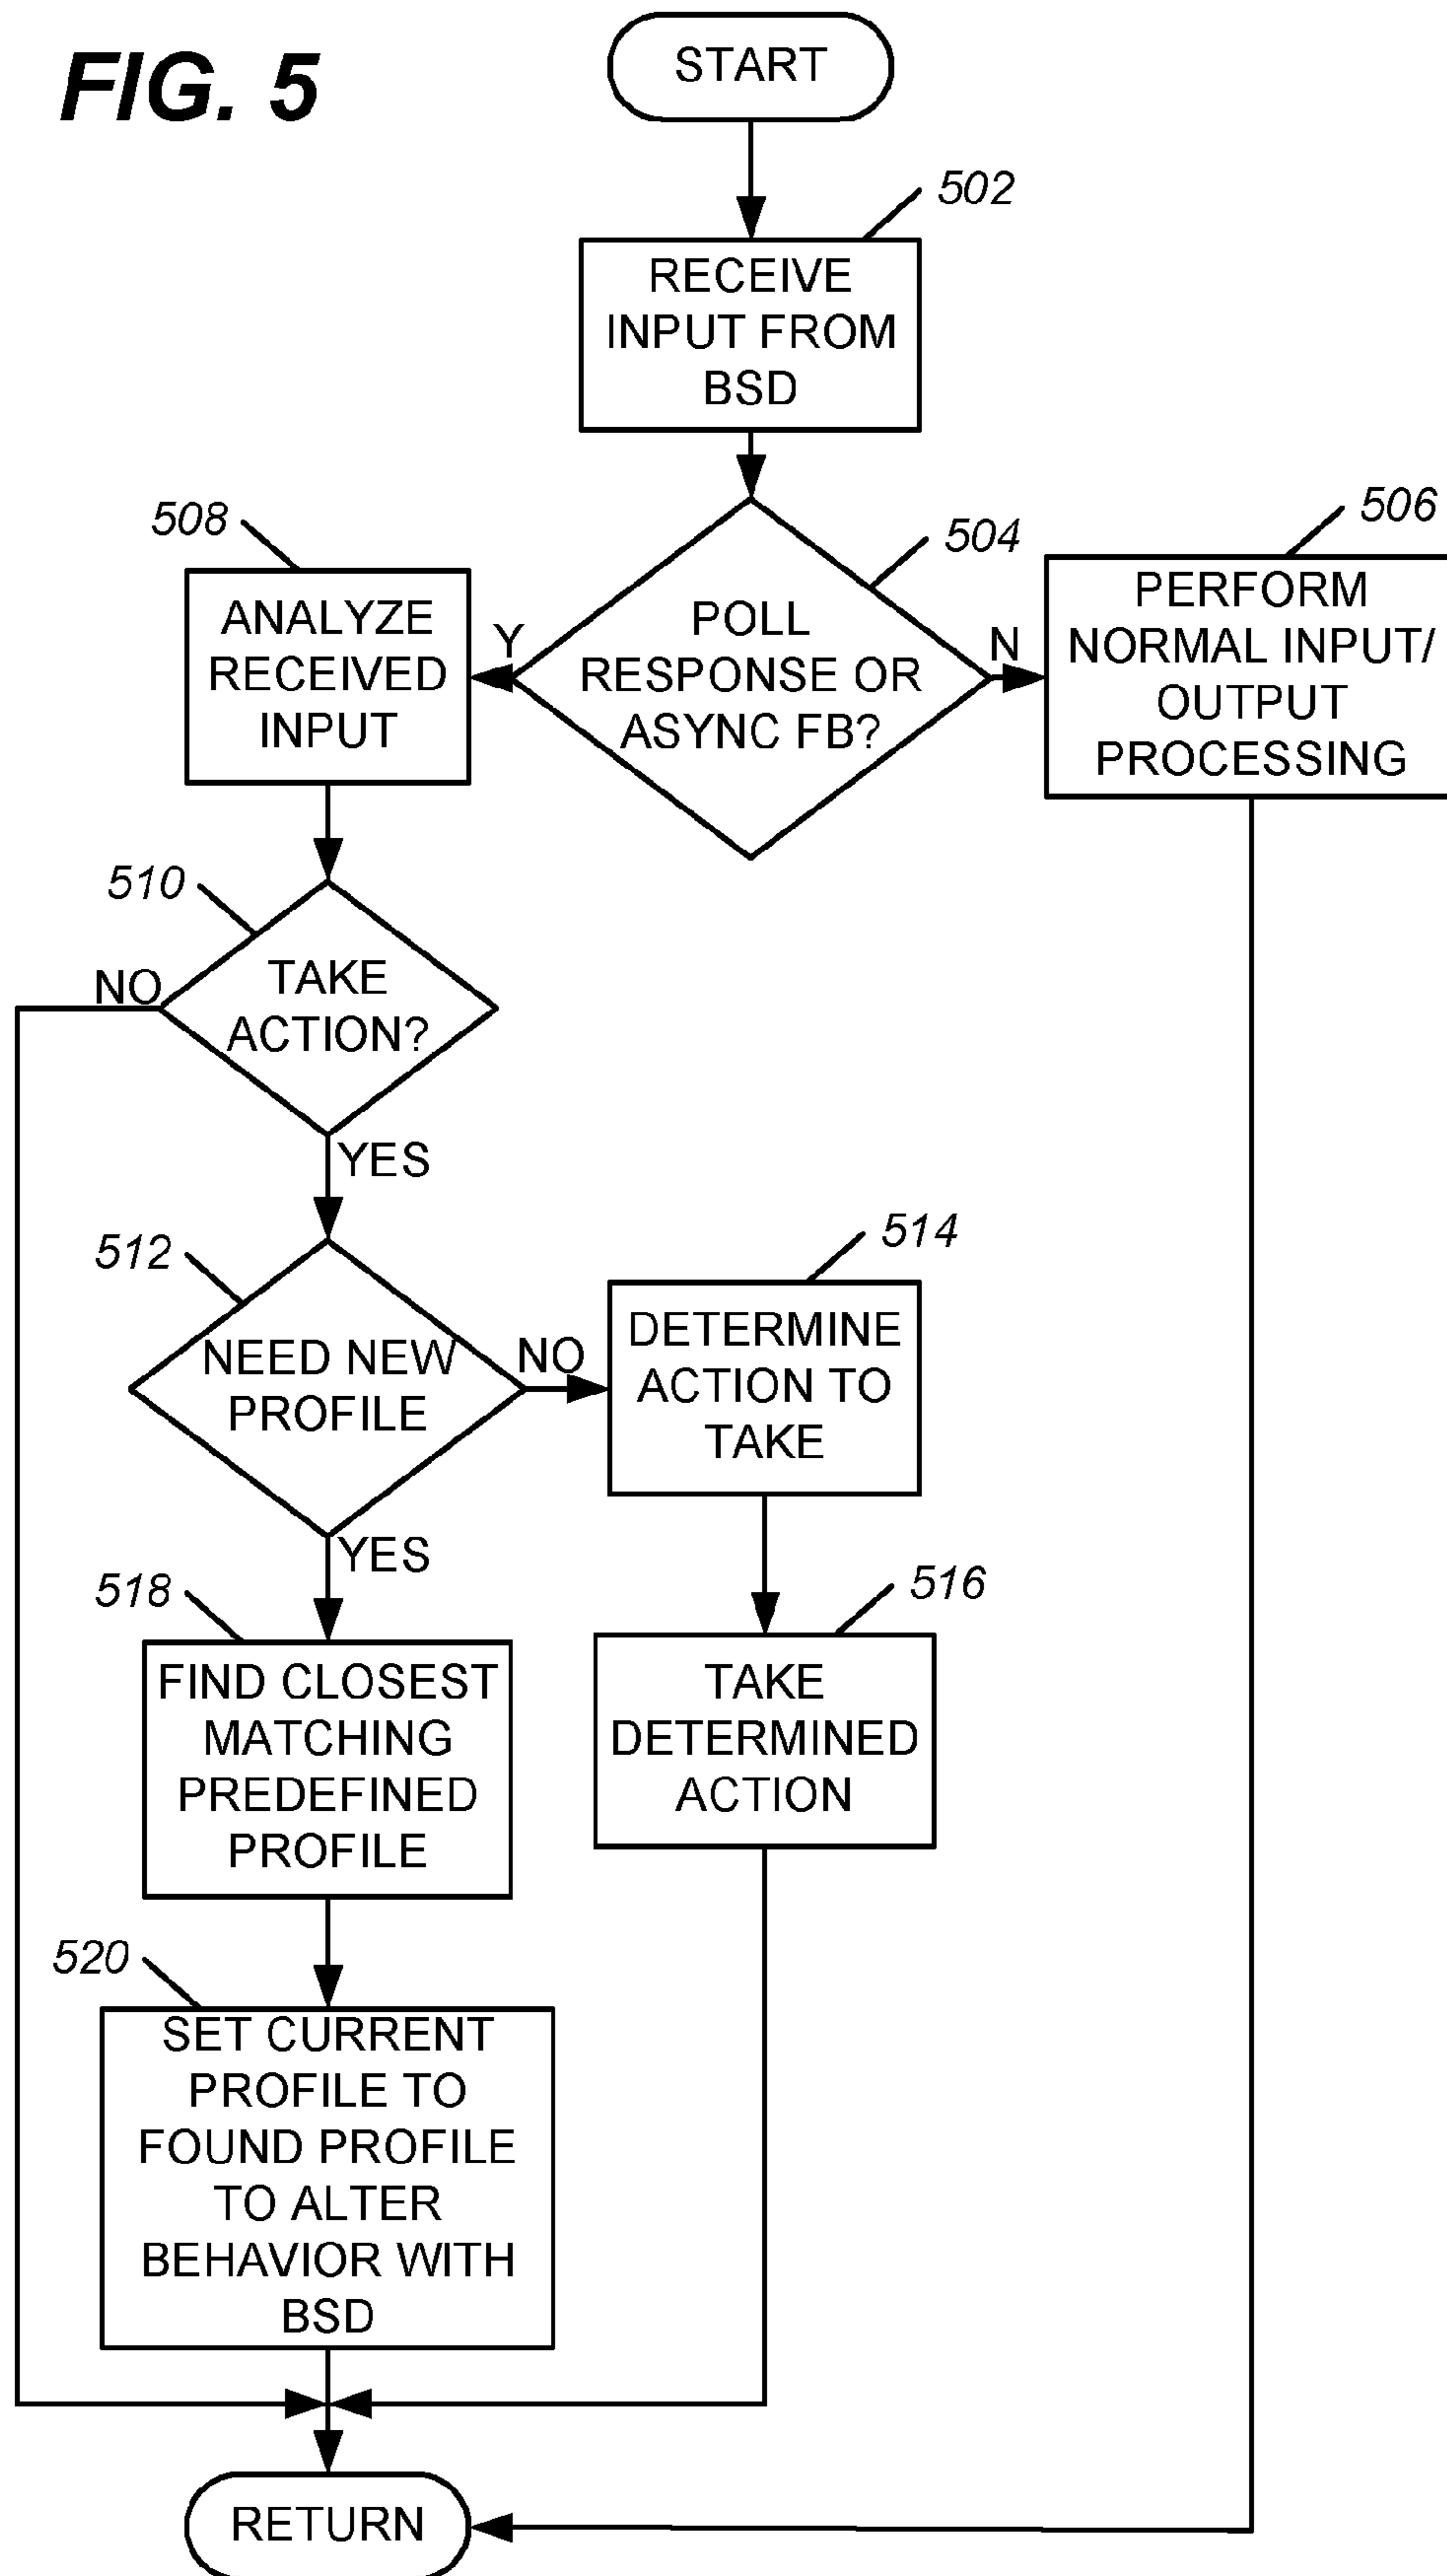 FIG. 5
START
502
RECEIVE
INPUT FROM
BSD
504
POLL
RESPONSE OR
ASYNC FB?
Y
N
506
PERFORM
NORMAL INPUT/
OUTPUT
PROCESSING
508
ANALYZE
RECEIVED
INPUT
510
TAKE
ACTION?
NO
YES
512
NEED NEW
PROFILE
NO
YES
514
DETERMINE
ACTION TO
TAKE
516
TAKE
DETERMINED
ACTION
518
FIND CLOSEST
MATCHING
PREDEFINED
PROFILE
520
SET CURRENT
PROFILE TO
FOUND PROFILE
TO ALTER
BEHAVIOR WITH
BSD
RETURN